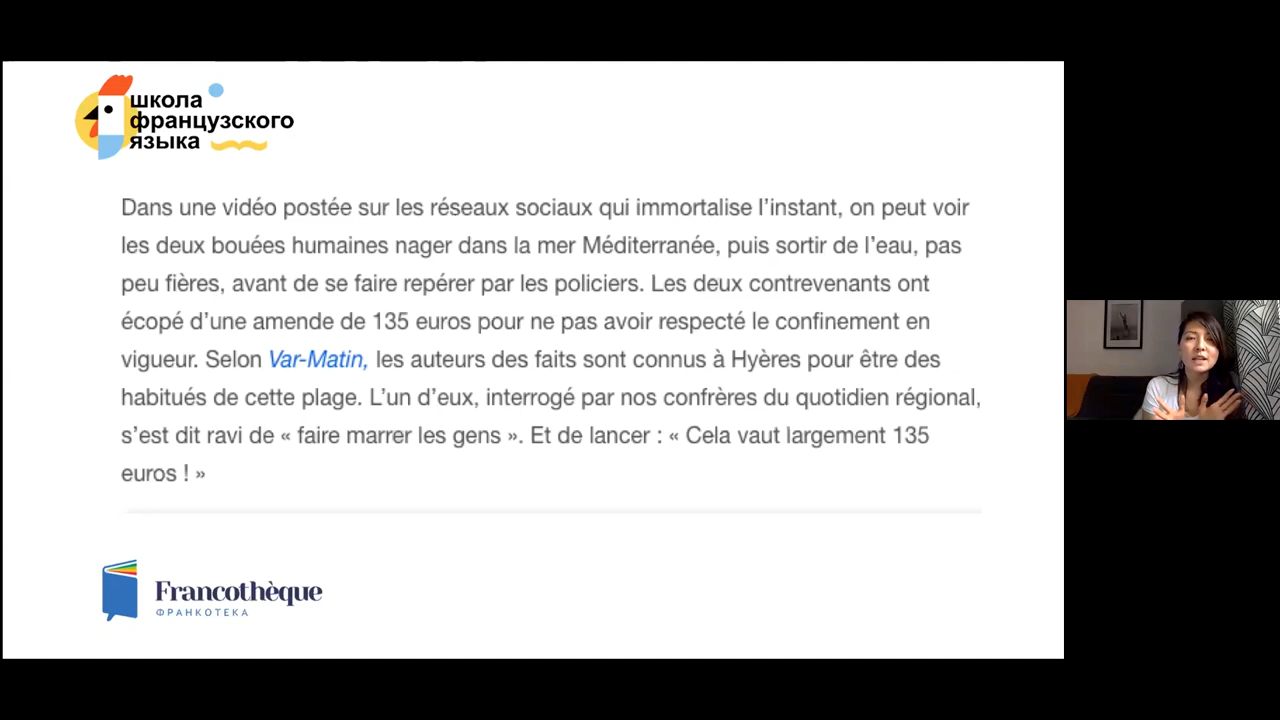 школа
французского
языка
Dans une vidéo postée sur les réseaux sociaux qui immortalise l’instant, on peut voir
les deux bouées humaines nager dans la mer Méditerranée, puis sortir de l’eau, pas
peu fières, avant de se faire repérer par les policiers. Les deux contrevenants ont
écopé d’une amende de 135 euros pour ne pas avoir respecté le confinement en
vigueur. Selon Var-Matin, les auteurs des faits sont connus à Hyères pour être des
habitués de cette plage. L’un d’eux, interrogé par nos confrères du quotidien régional,
s’est dit ravi de « faire marrer les gens ». Et de lancer : « Cela vaut largement 135
euros ! »
Francothèque
ФРАНКОТЕКА